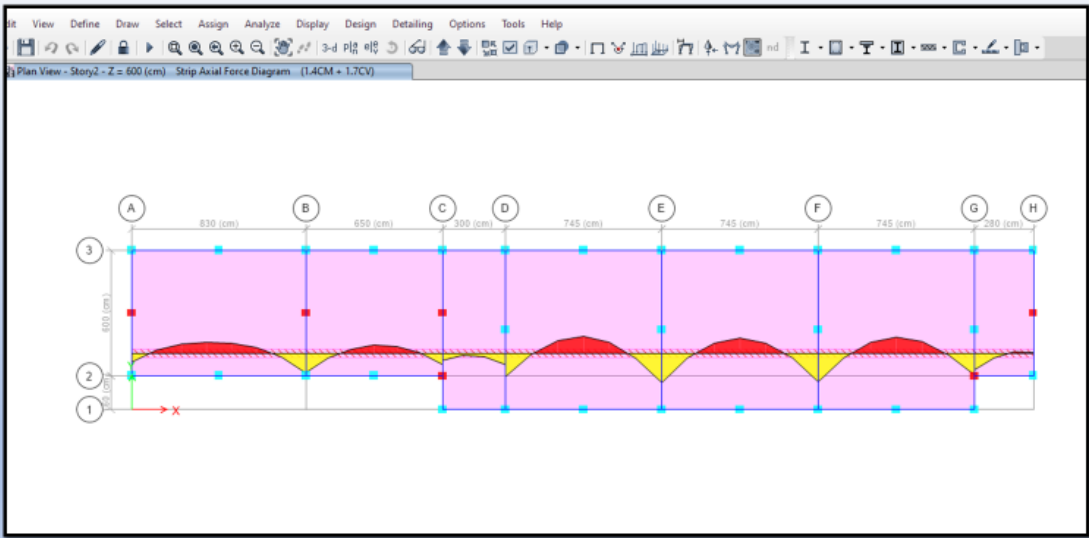 dit View Define Draw Select Assign Analyze Display Design Detailing Options Tools Help
3-d nd
Plan View - Story2 - Z = 600 (cm) Strip Axial Force Diagram (1.4CM + 1.7CV)
A B C D E F G H
830 (cm) 650 (cm) 300 (cm) 745 (cm) 745 (cm) 745 (cm) 280 (cm)
3
600 (cm)
2
(cm)
1
X